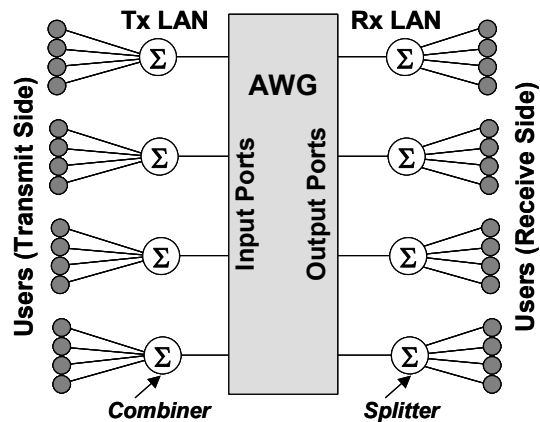 Tx LAN
Rx LAN
AWG
Σ
Σ
Σ
Σ
Σ
Σ
Σ
Σ
Users (Transmit Side)
Input Ports
Output Ports
Users (Receive Side)
Combiner
Splitter